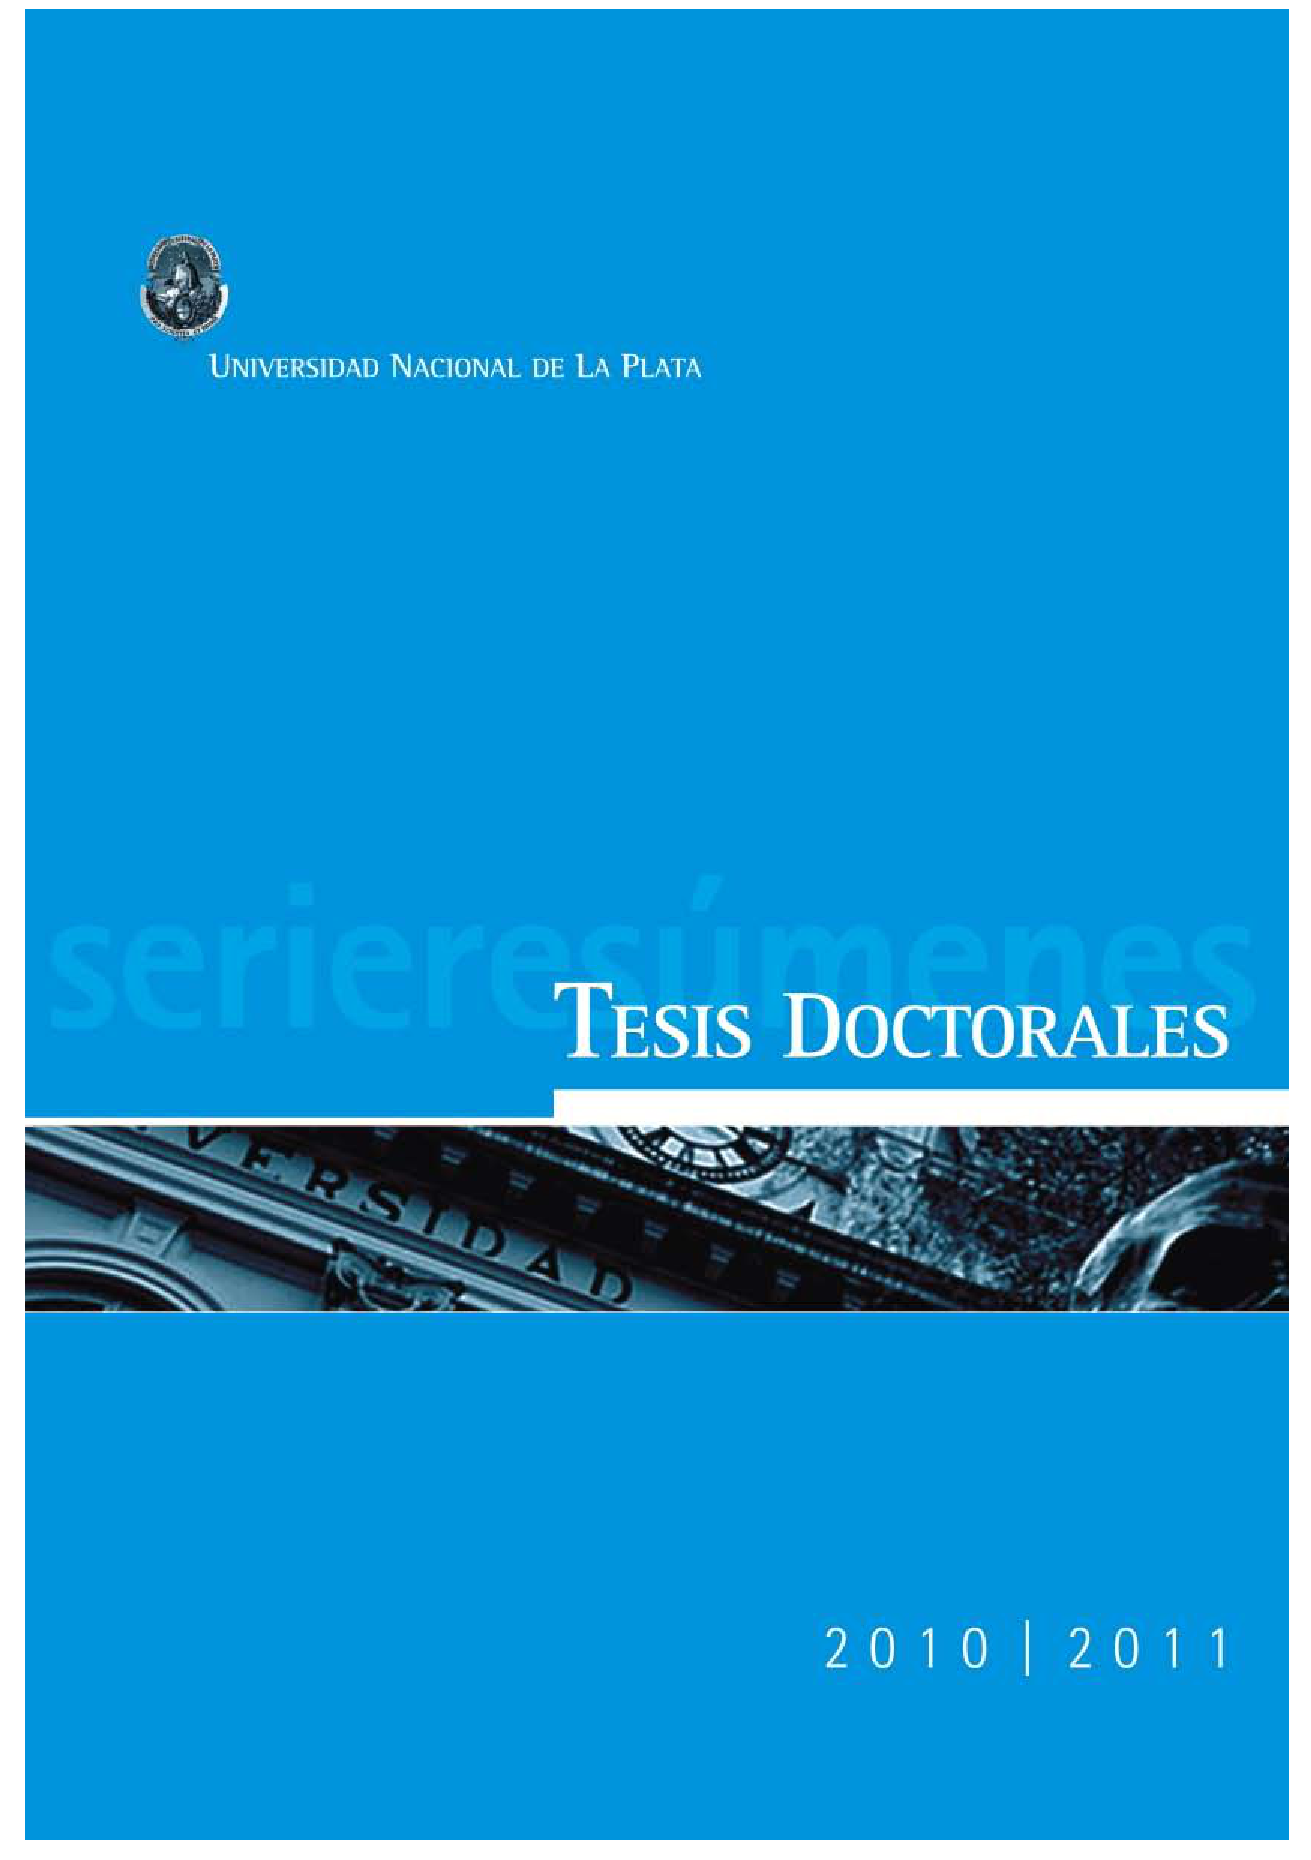 UNIVERSIDAD NACIONAL DE LA PLATA
serieresúmenes
TESIS DOCTORALES
VERSIDAD
2010 | 2011